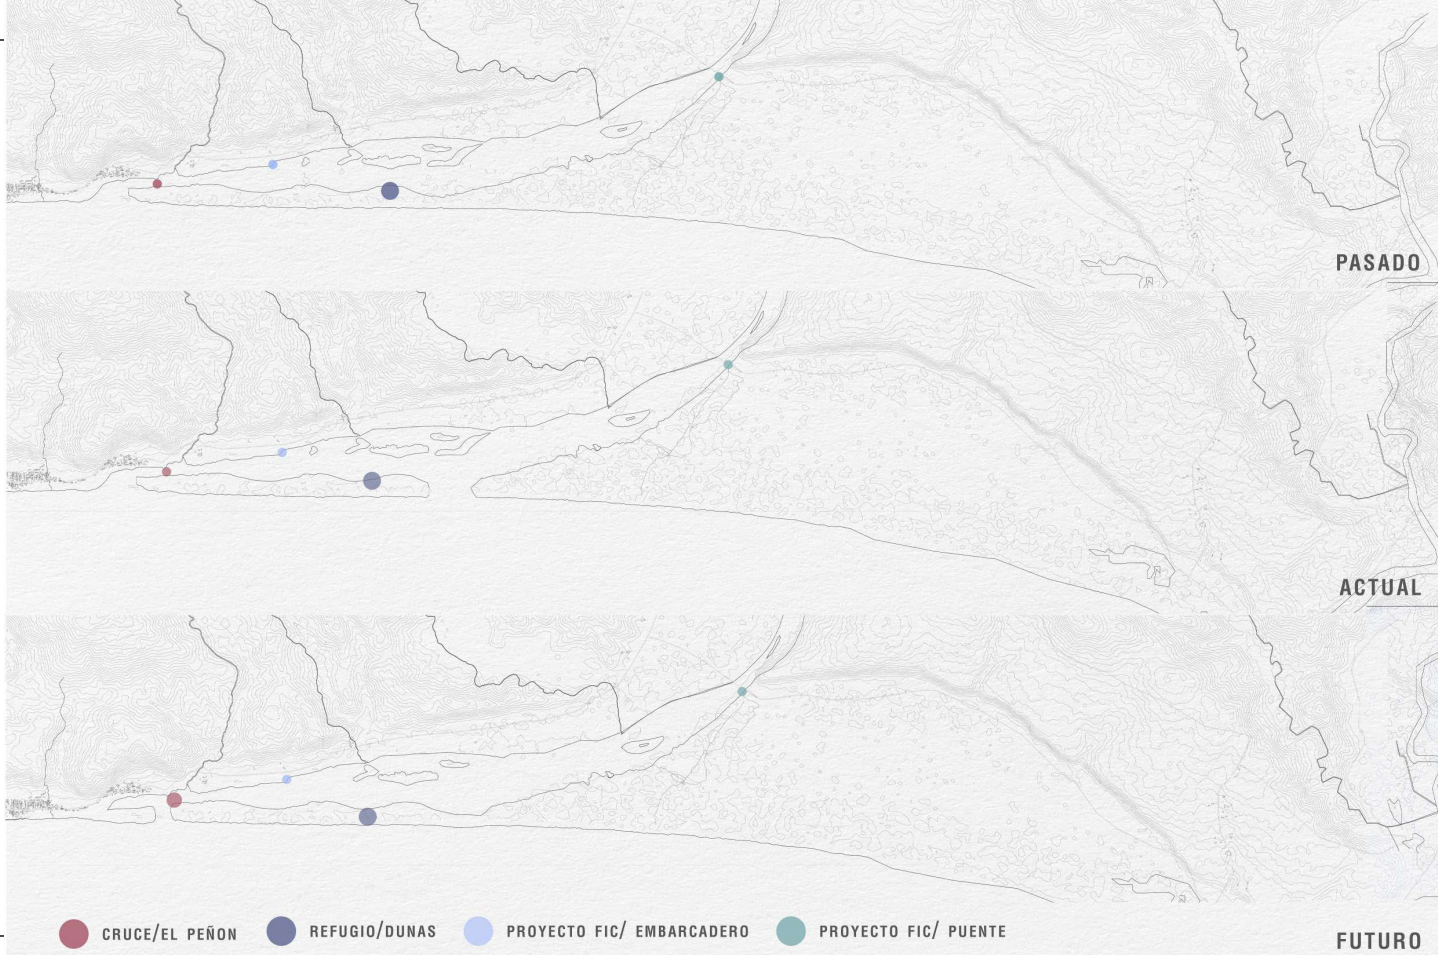 PASADO
ACTUAL
CRUCE/EL PEÑON
REFUGIO/DUNAS
PROYECTO FIC/ EMBARCADERO
PROYECTO FIC/ PUENTE
FUTURO